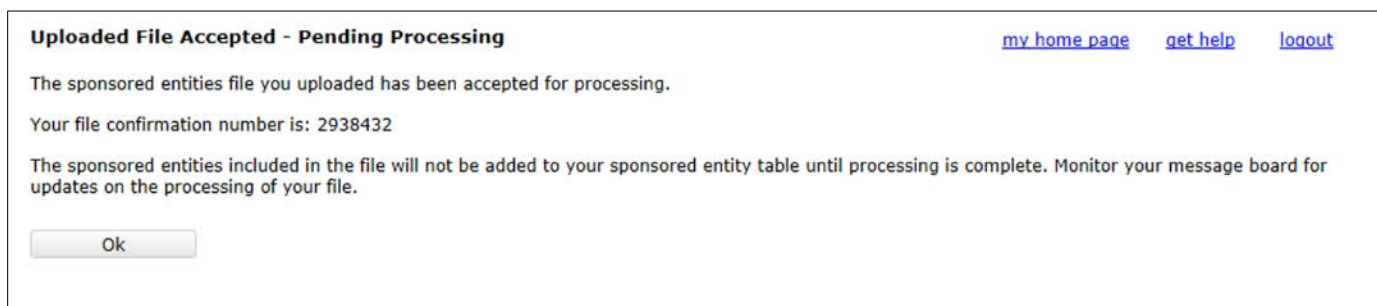 Uploaded File Accepted - Pending Processing
my home page get help logout
The sponsored entities file you uploaded has been accepted for processing.
Your file confirmation number is: 2938432
The sponsored entities included in the file will not be added to your sponsored entity table until processing is complete. Monitor your message board for
updates on the processing of your file.
Ok